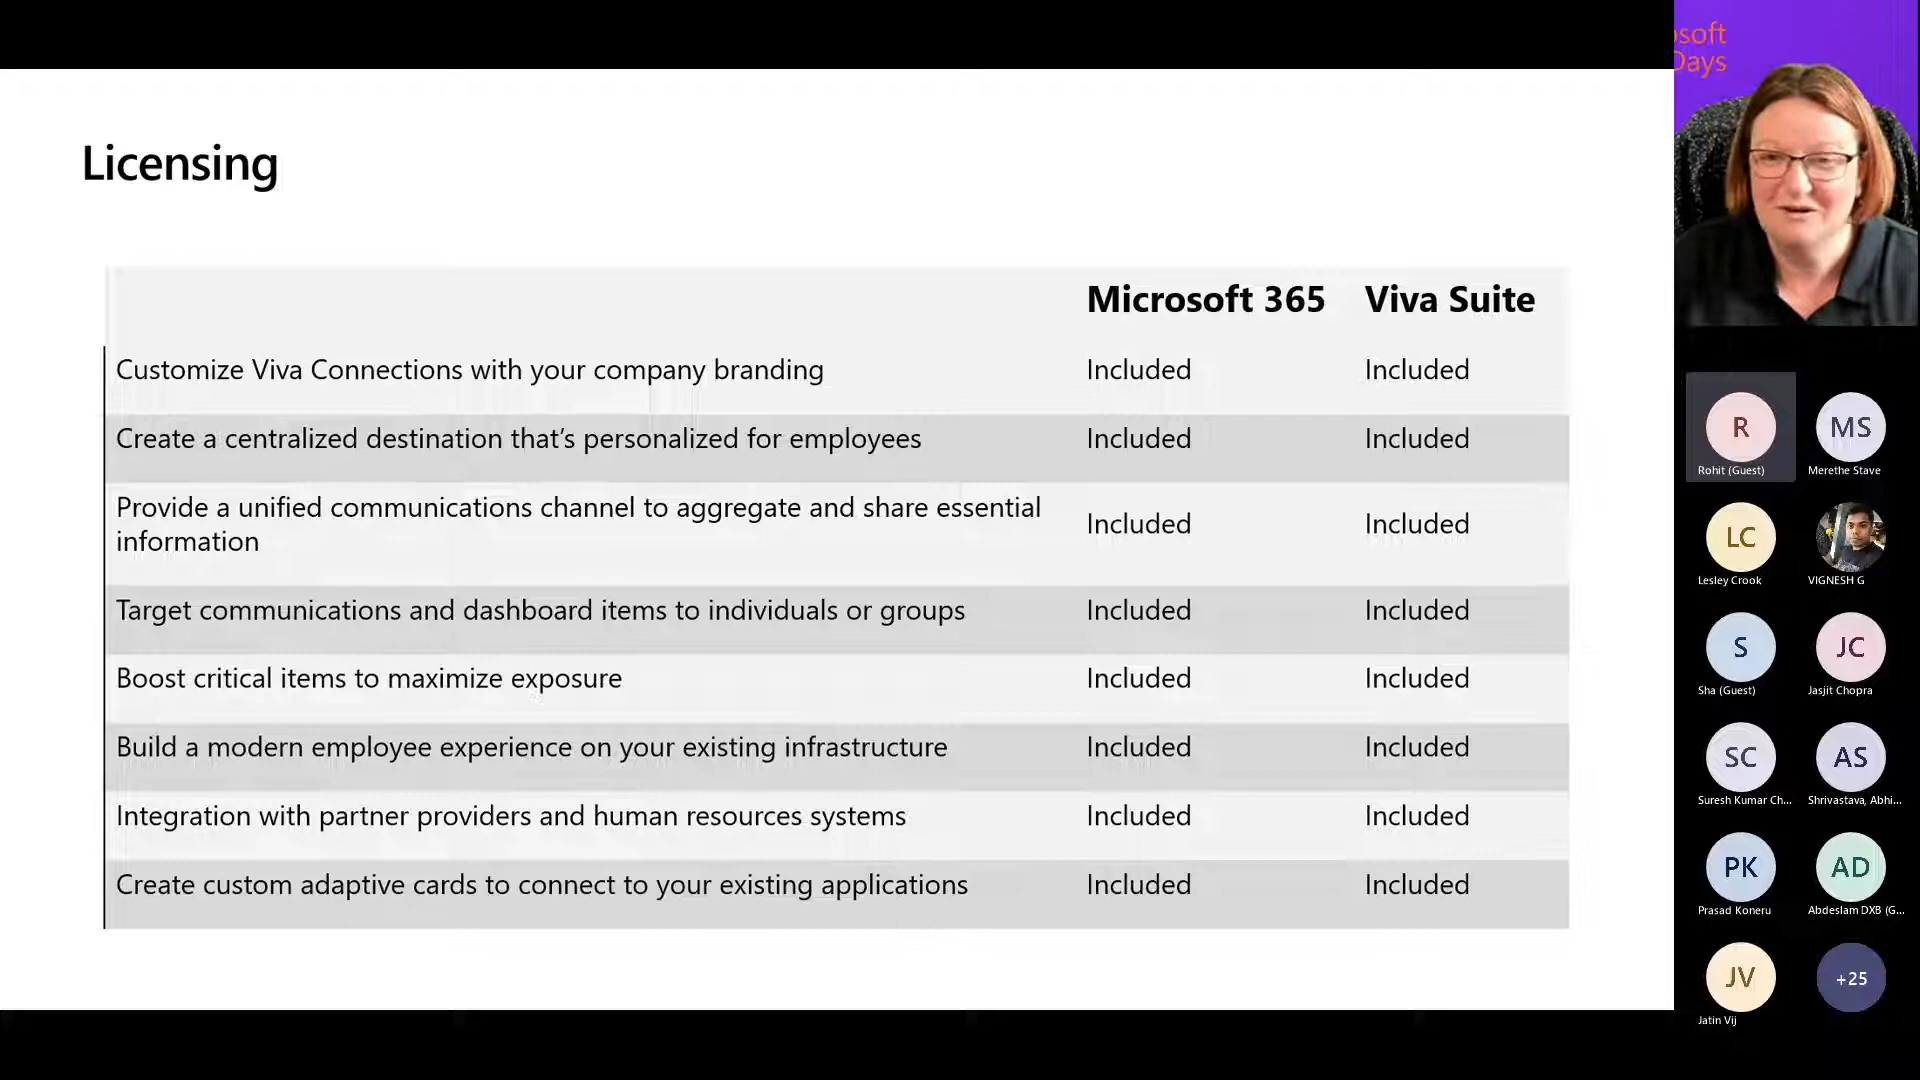 Licensing
Microsoft 365 Viva Suite
Customize Viva Connections with your company branding Included Included
Create a centralized destination that's personalized for employees Included Included
Provide a unified communications channel to aggregate and share essential
information Included Included
Target communications and dashboard items to individuals or groups Included Included
Boost critical items to maximize exposure Included Included
Build a modern employee experience on your existing infrastructure Included Included
Integration with partner providers and human resources systems Included Included
Create custom adaptive cards to connect to your existing applications Included Included
osoft
Days
R MS
Rohit (Guest) Merethe Stave
LC
Lesley Crook VIGNESH G
S JC
Sha (Guest) Jasjit Chopra
SC AS
Suresh Kumar Ch... Shrivastava, Abhi...
PK AD
Prasad Koneru Abdeslam DXB (G...
JV +25
Jatin Vij